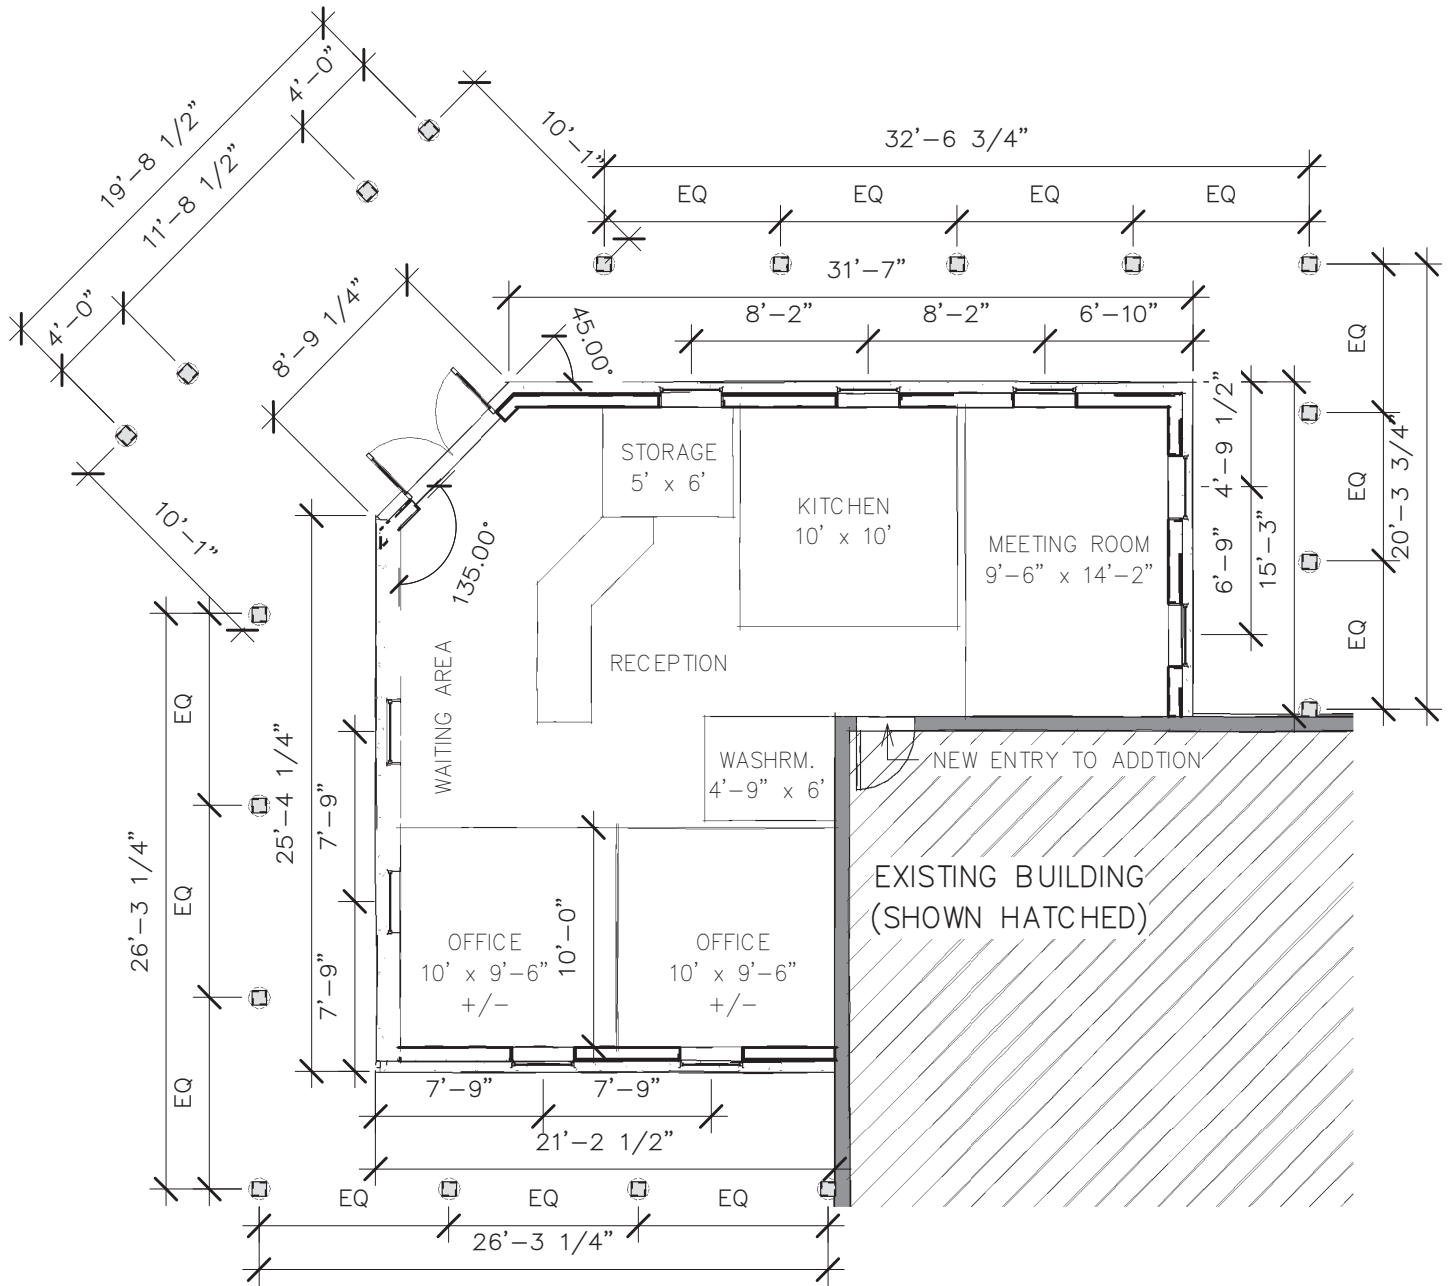 4'-0"
19'-8 1/2"
11'-8 1/2"
4'-0"
10'-1"
32'-6 3/4"
EQ
EQ
EQ
EQ
31'-7"
8'-2"
8'-2"
6'-10"
8'-9 1/4"
45.00°
EQ
4'-9 1/2"
20'-3 3/4"
STORAGE
5' x 6'
KITCHEN
10' x 10'
MEETING ROOM
9'-6" x 14'-2"
EQ
6'-9"
15'-3"
10'-1"
135.00°
EQ
WAITING AREA
RECEPTION
EQ
25'-4 1/4"
7'-9"
WASHRM.
4'-9" x 6'
NEW ENTRY TO ADDTION
26'-3 1/4"
EQ
EXISTING BUILDING
(SHOWN HATCHED)
OFFICE
10' x 9'-6"
+/-
10'-0"
OFFICE
10' x 9'-6"
+/-
7'-9"
EQ
7'-9"
7'-9"
21'-2 1/2"
EQ
EQ
EQ
26'-3 1/4"